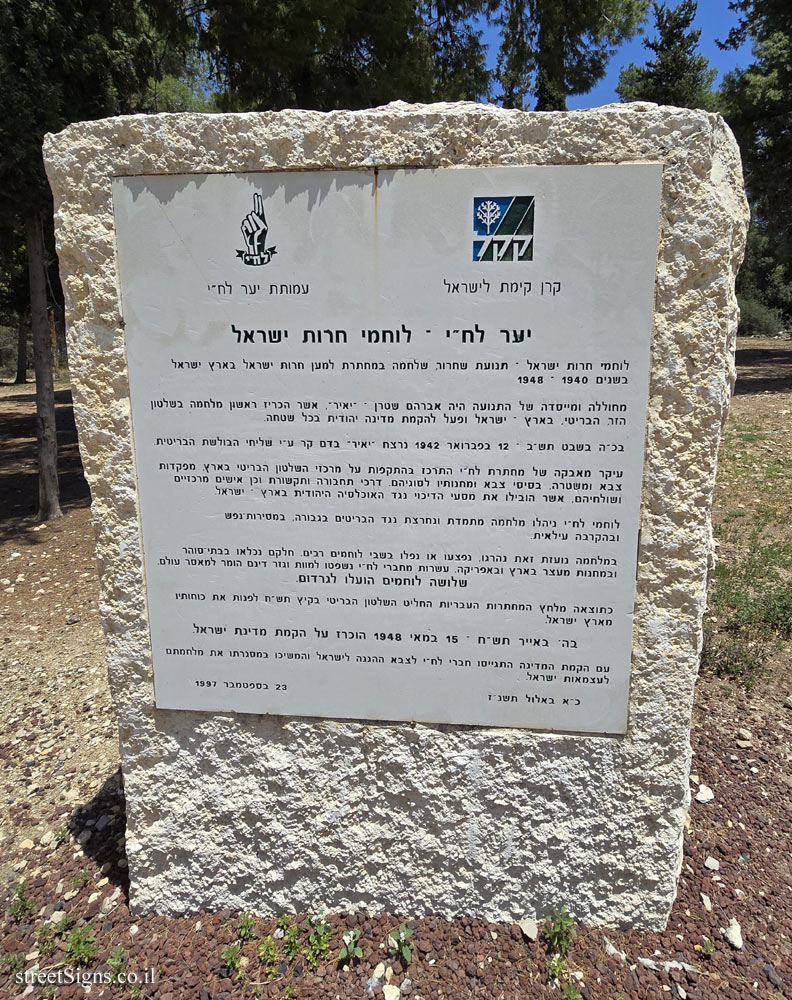 קקל
לח״י
קרן קימת לישראל
עמותת יער לח״י
יער לח״י - לוחמי חרות ישראל
לוחמי חרות ישראל - תנועת שחרור, שלחמה במחתרת למען חרות ישראל בארץ ישראל
בשנים 1940 - 1948
מחוללה ומייסדה של התנועה היה אברהם שטרן - ״יאיר״, אשר הכריז ראשון מלחמה בשלטון
הזר, הבריטי, בארץ - ישראל ופעל להקמת מדינה יהודית בכל שטחה.
בכ״ה בשבט תש״ב - 12 בפברואר 1942 נרצח ״יאיר״ בדם קר ע״י שליחי הבולשת הבריטית.
עיקר מאבקה של מחתרת לח״י התרכז בהתקפות על מרכזי השלטון הבריטי בארץ, מפקדות
צבא ומשטרה, בסיסי צבא ומחנותיו לסוגיהם, דרכי תחבורה ותקשורת וכן אישים מרכזיים
ושולחיהם, אשר הובילו את מסעי הדיכוי נגד האוכלסיה היהודית בארץ - ישראל.
לוחמי לח״י ניהלו מלחמה מתמדת ונחרצת נגד הבריטים בגבורה, במסירות־נפש
ובהקרבה עילאית.
במלחמה נועזת זאת נהרגו, נפצעו או נפלו בשבי לוחמים רבים. חלקם נכלאו בבתי־סוהר
ובמחנות מעצר בארץ ובאפריקה. עשרות מחברי לח״י נשפטו למוות וגזר דינם הומר למאסר עולם.
שלושה לוחמים הועלו לגרדום.
כתוצאה מלחץ המחתרות העבריות החליט השלטון הבריטי בקיץ תש״ח לפנות את כוחותיו
מארץ ישראל.
בה׳ באייר תש״ח - 15 במאי 1948 הוכרז על הקמת מדינת ישראל.
עם הקמת המדינה התגייסו חברי לח״י לצבא ההגנה לישראל והמשיכו במסגרתו את מלחמתם
לעצמאות ישראל.
כ״א באלול תשנ״ז
23 בספטמבר 1997
streetSigns.co.il